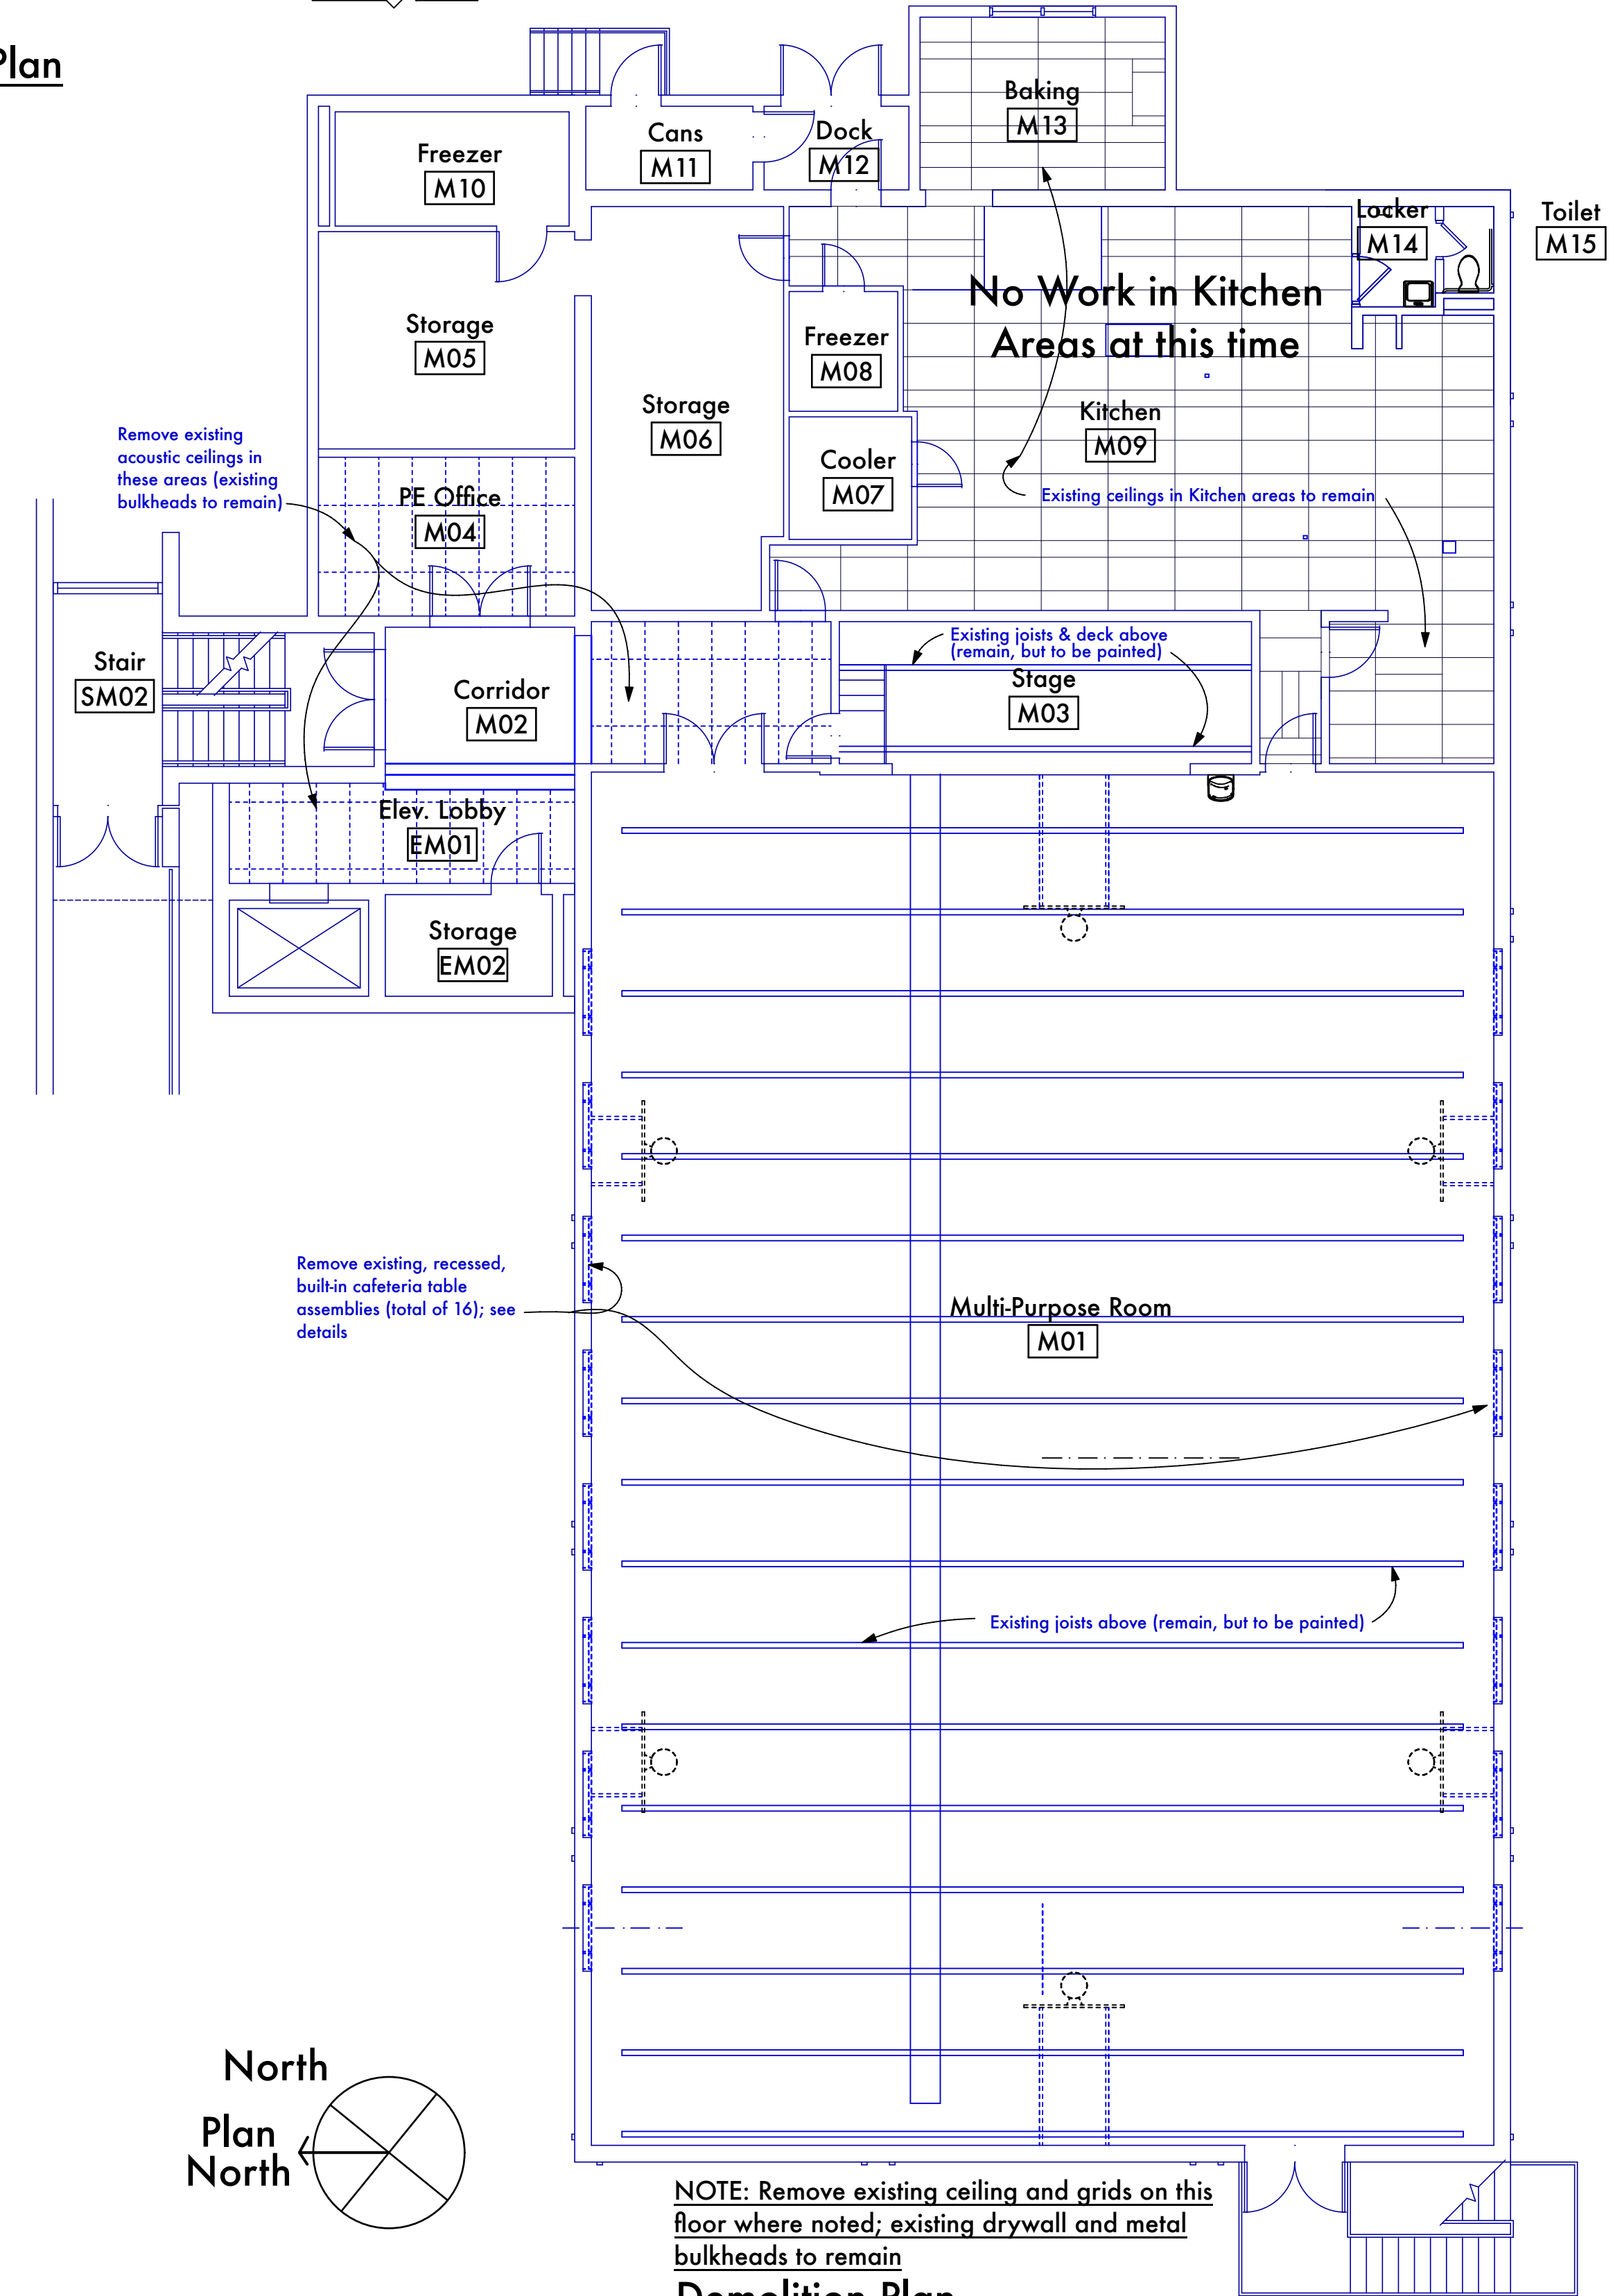 Plan
Baking
M13
Cans
M11
Dock
M12
Freezer
M10
Locker
M14
Toilet
M15
No Work in Kitchen
Areas at this time
Storage
M05
Freezer
M08
Storage
M06
Kitchen
M09
Remove existing
acoustic ceilings in
these areas (existing
bulkheads to remain)
Cooler
M07
PE Office
M04
Existing ceilings in Kitchen areas to remain
Existing joists & deck above
(remain, but to be painted)
Stair
SM02
Corridor
M02
Stage
M03
Elev. Lobby
EM01
Storage
EM02
Remove existing, recessed,
built-in cafeteria table
assemblies (total of 16); see
details
Multi-Purpose Room
M01
Existing joists above (remain, but to be painted)
North
Plan
North
NOTE: Remove existing ceiling and grids on this
floor where noted; existing drywall and metal
bulkheads to remain
Demolition Plan